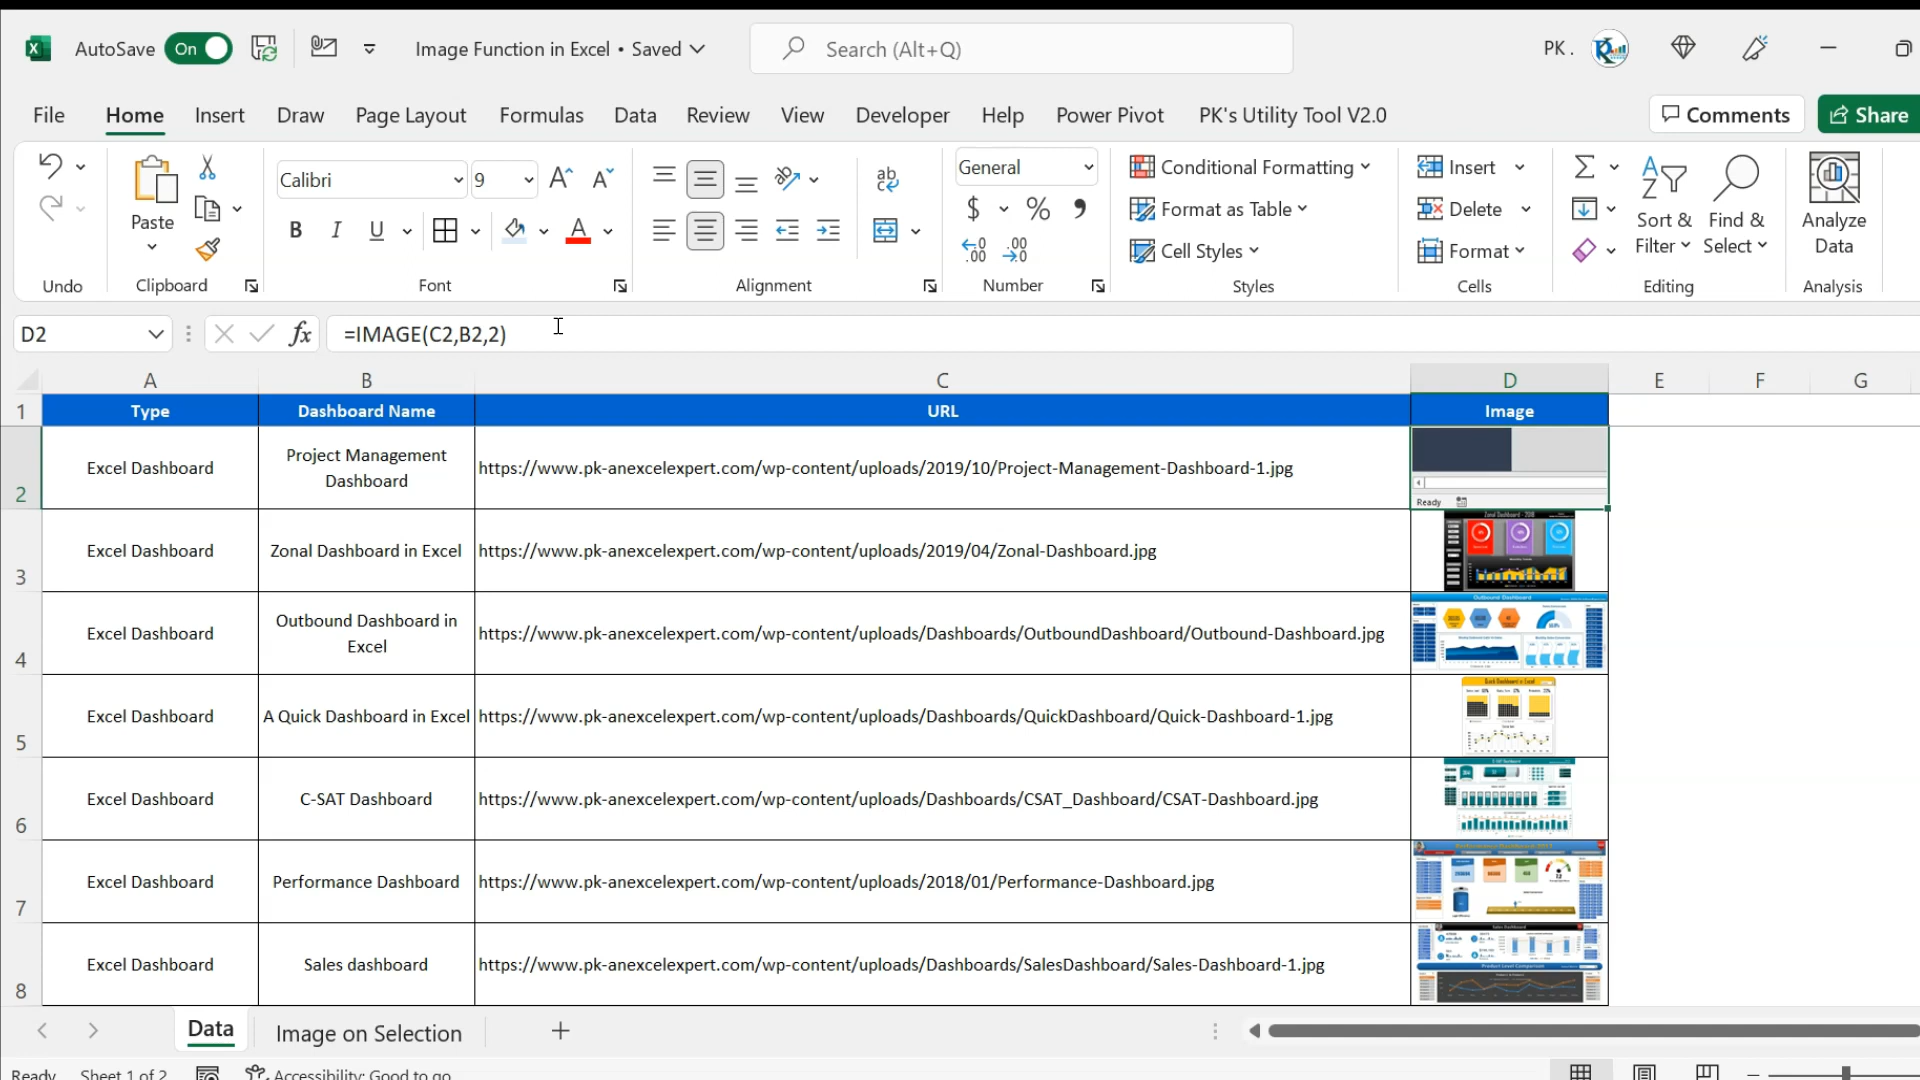 AutoSave On Image Function in Excel • Saved Search (Alt+Q) PK .
File Home Insert Draw Page Layout Formulas Data Review View Developer Help Power Pivot PK's Utility Tool V2.0 Comments Share
Paste
Calibri 9
B I U
General
$ % ,
Conditional Formatting
Format as Table
Cell Styles
Insert
Delete
Format
Sort & Filter
Find & Select
Analyze Data
Undo Clipboard Font Alignment Number Styles Cells Editing Analysis
D2 fx =IMAGE(C2,B2,2)
A B C D E F G
1 Type Dashboard Name URL Image
2 Excel Dashboard Project Management Dashboard https://www.pk-anexcelexpert.com/wp-content/uploads/2019/10/Project-Management-Dashboard-1.jpg
Ready
3 Excel Dashboard Zonal Dashboard in Excel https://www.pk-anexcelexpert.com/wp-content/uploads/2019/04/Zonal-Dashboard.jpg
4 Excel Dashboard Outbound Dashboard in Excel https://www.pk-anexcelexpert.com/wp-content/uploads/Dashboards/OutboundDashboard/Outbound-Dashboard.jpg
Outbound Dashboard
5 Excel Dashboard A Quick Dashboard in Excel https://www.pk-anexcelexpert.com/wp-content/uploads/Dashboards/QuickDashboard/Quick-Dashboard-1.jpg
6 Excel Dashboard C-SAT Dashboard https://www.pk-anexcelexpert.com/wp-content/uploads/Dashboards/CSAT_Dashboard/CSAT-Dashboard.jpg
7 Excel Dashboard Performance Dashboard https://www.pk-anexcelexpert.com/wp-content/uploads/2018/01/Performance-Dashboard.jpg
8 Excel Dashboard Sales dashboard https://www.pk-anexcelexpert.com/wp-content/uploads/Dashboards/SalesDashboard/Sales-Dashboard-1.jpg
Data Image on Selection
Ready Sheet 1 of 2 Accessibility: Good to go